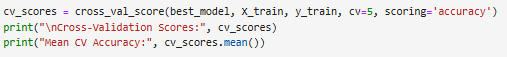 cv_scores = cross_val_score(best_model, X_train, y_train, cv=5, scoring='accuracy')
print("\nCross-Validation Scores:", cv_scores)
print("Mean CV Accuracy:", cv_scores.mean())